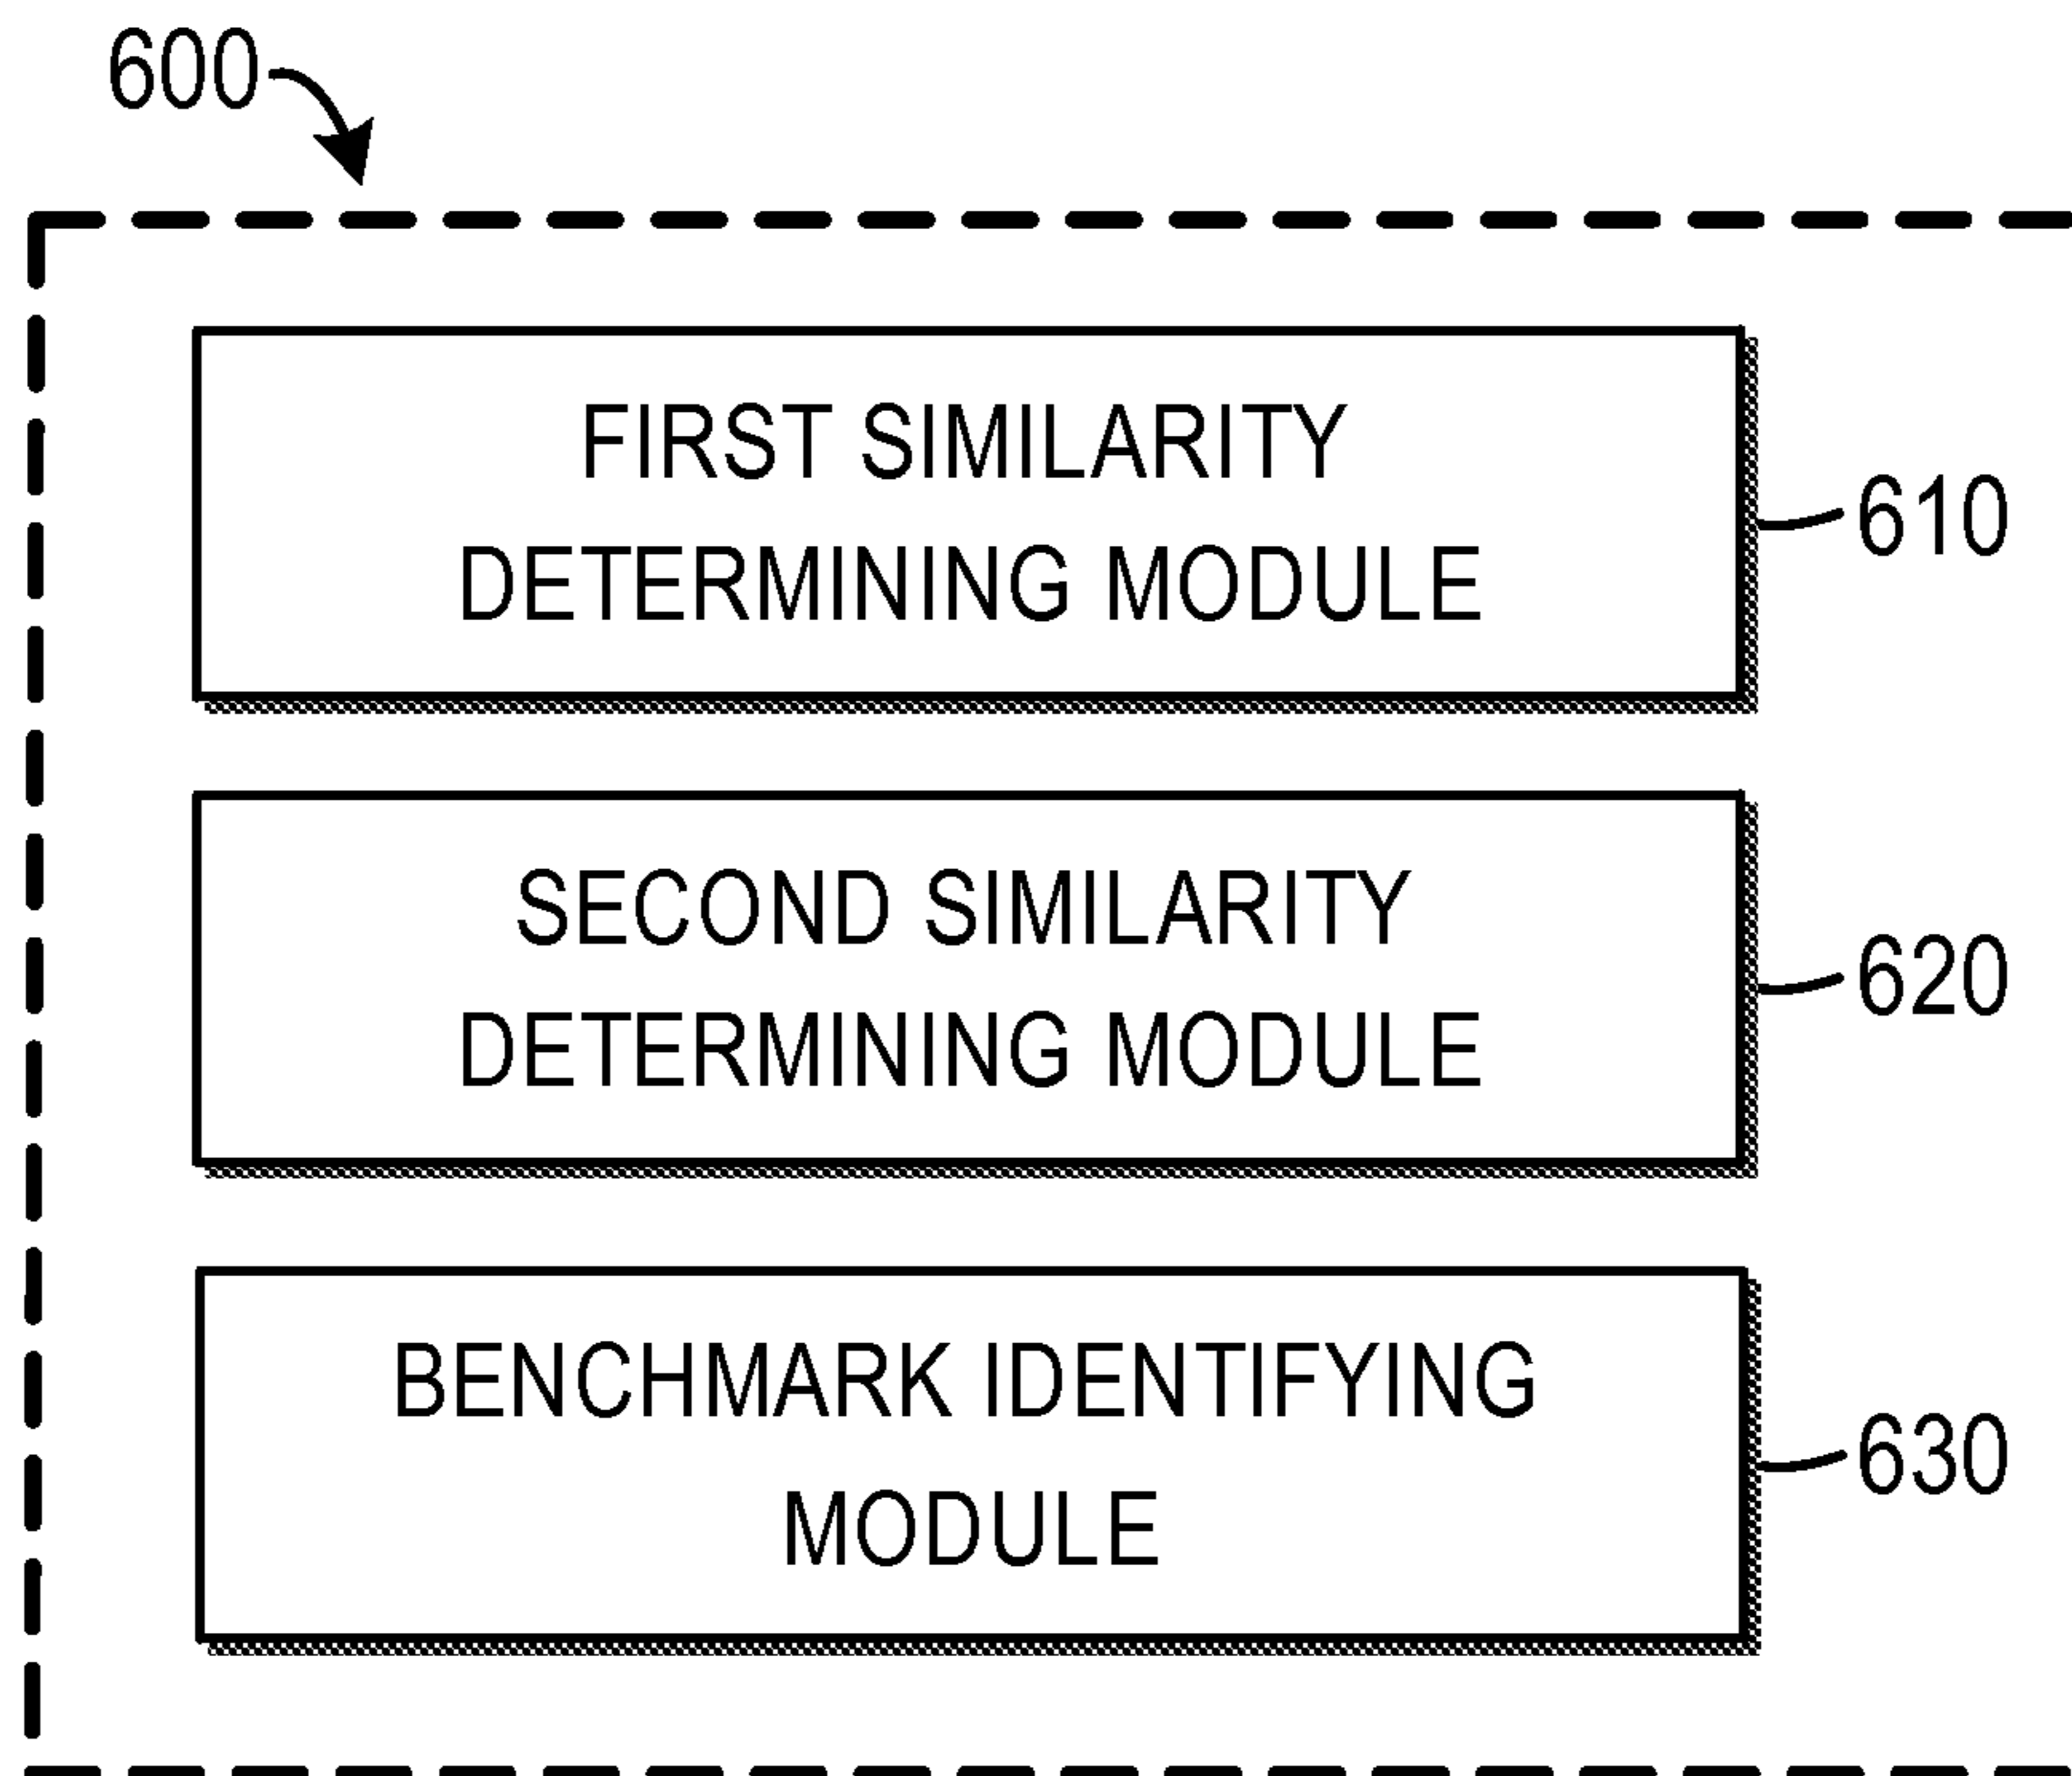 600
FIRST SIMILARITY
DETERMINING MODULE
610
SECOND SIMILARITY
DETERMINING MODULE
620
BENCHMARK IDENTIFYING
MODULE
630